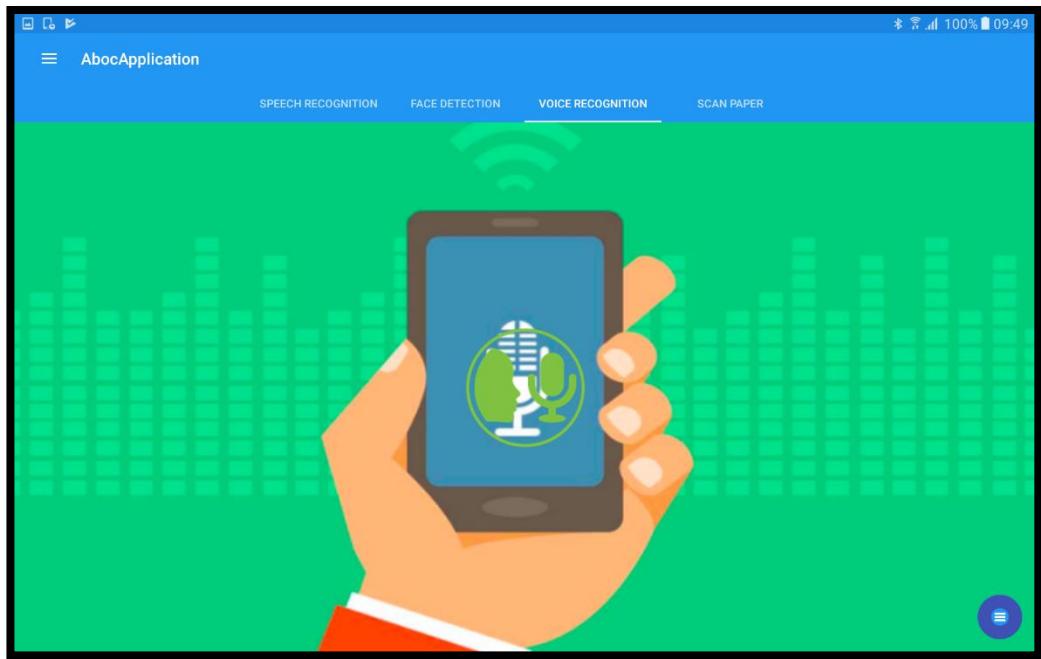 100% 09:49
AbocApplication
SPEECH RECOGNITION FACE DETECTION VOICE RECOGNITION SCAN PAPER